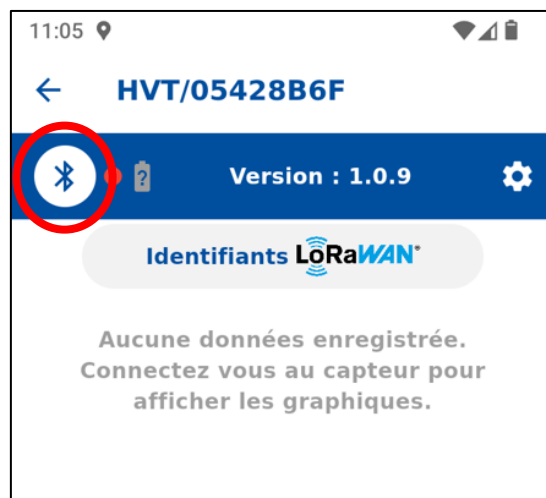 11:05
HVT/05428B6F
? Version : 1.0.9
Identifiants LoRaWAN®
Aucune données enregistrée.
Connectez vous au capteur pour
afficher les graphiques.